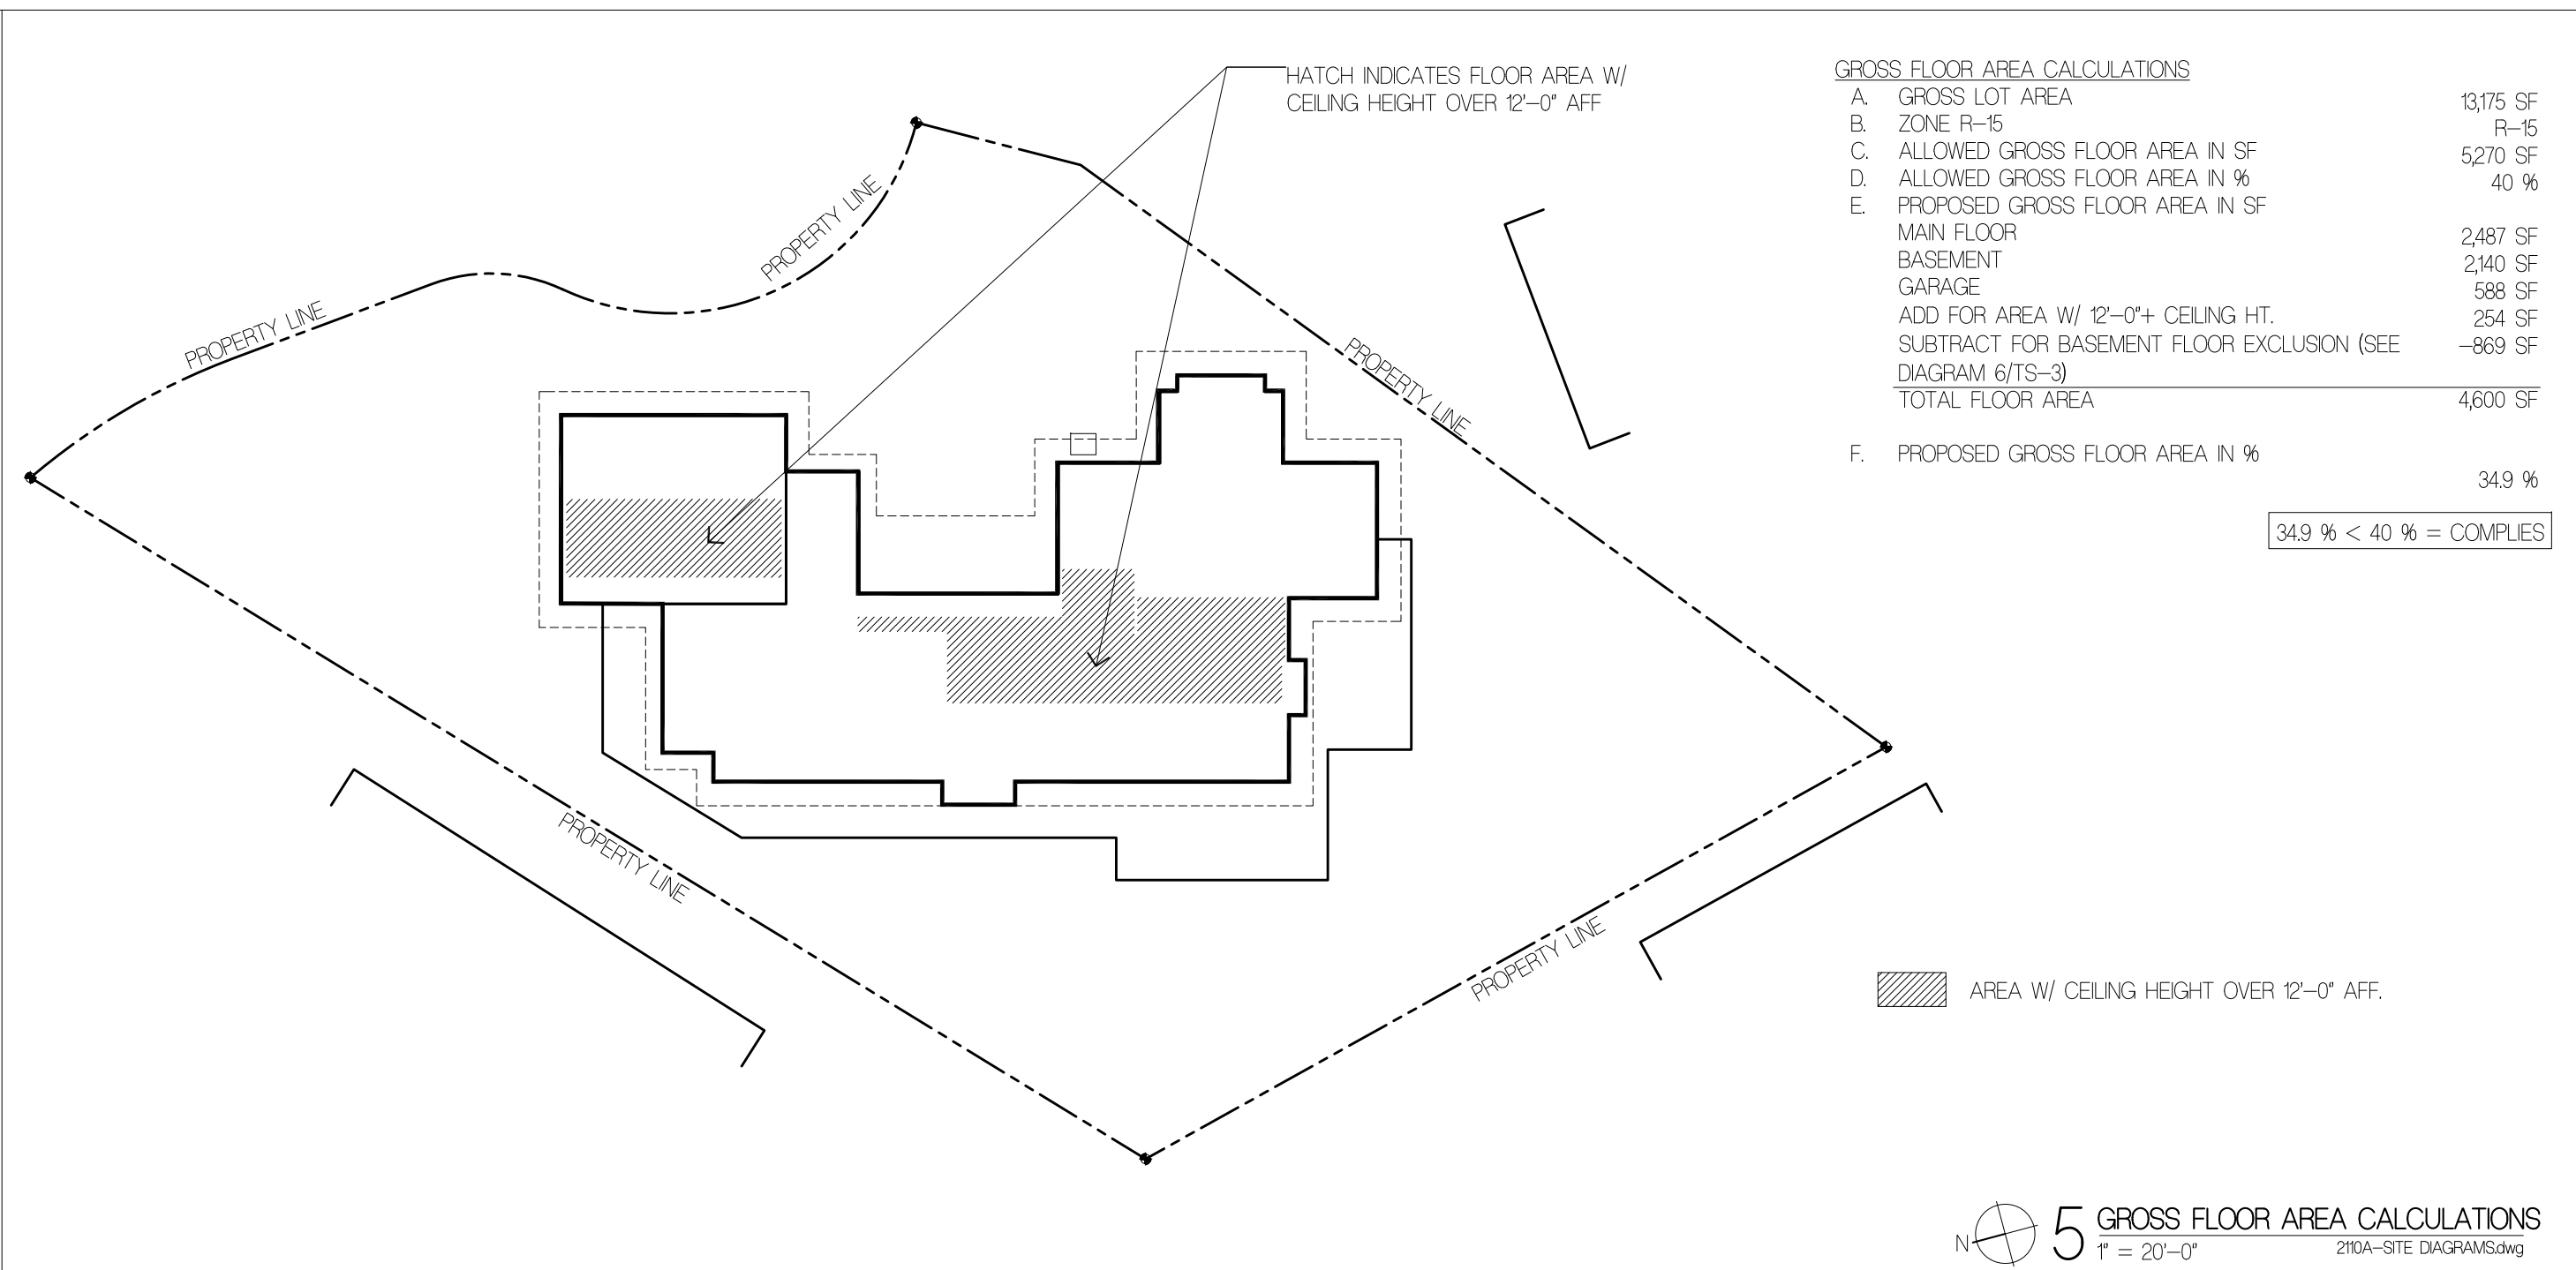 HATCH INDICATES FLOOR AREA W/
CEILING HEIGHT OVER 12'-0" AFF
GROSS FLOOR AREA CALCULATIONS
A. GROSS LOT AREA 13,175 SF
B. ZONE R-15 R-15
C. ALLOWED GROSS FLOOR AREA IN SF 5,270 SF
D. ALLOWED GROSS FLOOR AREA IN % 40 %
E. PROPOSED GROSS FLOOR AREA IN SF
MAIN FLOOR 2,487 SF
BASEMENT 2,140 SF
GARAGE 588 SF
ADD FOR AREA W/ 12'-0"+ CEILING HT. 254 SF
SUBTRACT FOR BASEMENT FLOOR EXCLUSION (SEE -869 SF
DIAGRAM 6/TS-3)
TOTAL FLOOR AREA 4,600 SF
F. PROPOSED GROSS FLOOR AREA IN %
34.9 %
34.9 % < 40 % = COMPLIES
PROPERTY LINE
PROPERTY LINE
PROPERTY LINE
PROPERTY LINE
PROPERTY LINE
AREA W/ CEILING HEIGHT OVER 12'-0" AFF.
N
5 GROSS FLOOR AREA CALCULATIONS
1" = 20'-0" 2110A-SITE DIAGRAMS.dwg